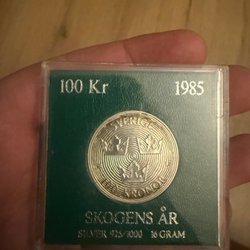 100 Kr 1985
SVERIGE
100 KRONOR
SKOGENS ÅR
SILVER 925/1000 16 GRAM